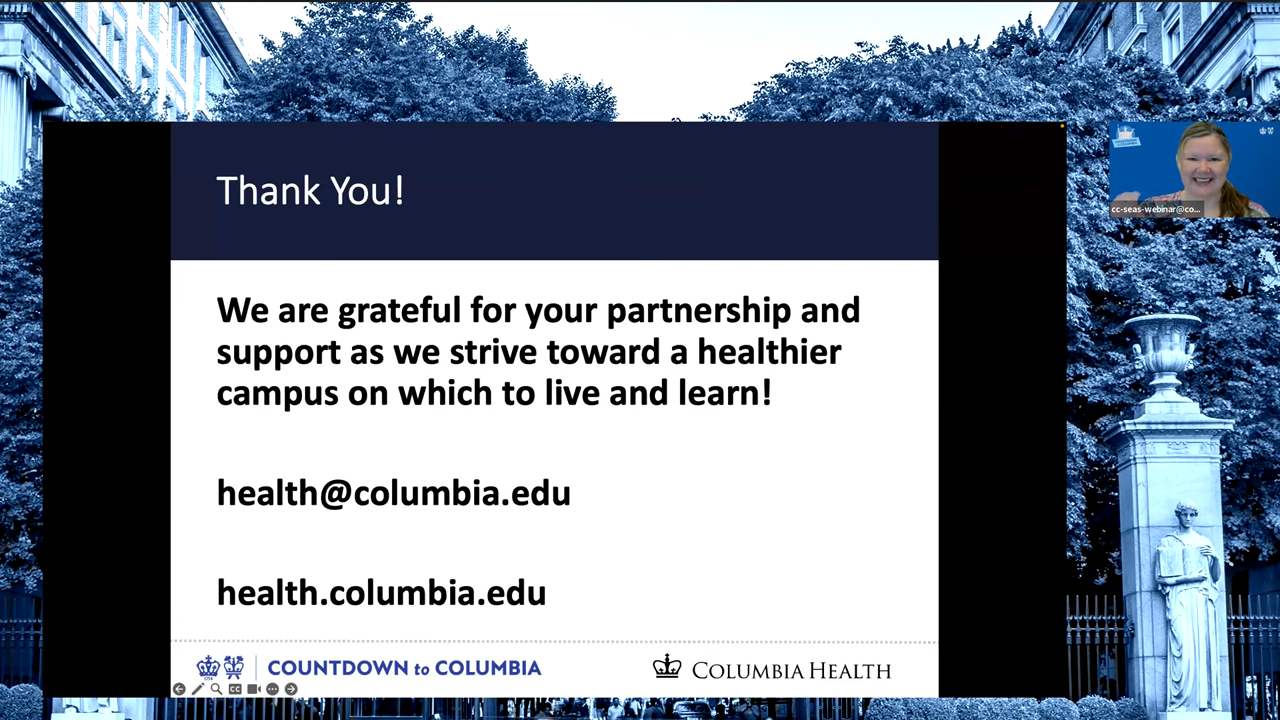 Thank You!
We are grateful for your partnership and
support as we strive toward a healthier
campus on which to live and learn!
health@columbia.edu
health.columbia.edu
COUNTDOWN to COLUMBIA
COLUMBIA HEALTH
cc-seas-webinar@co...
CC